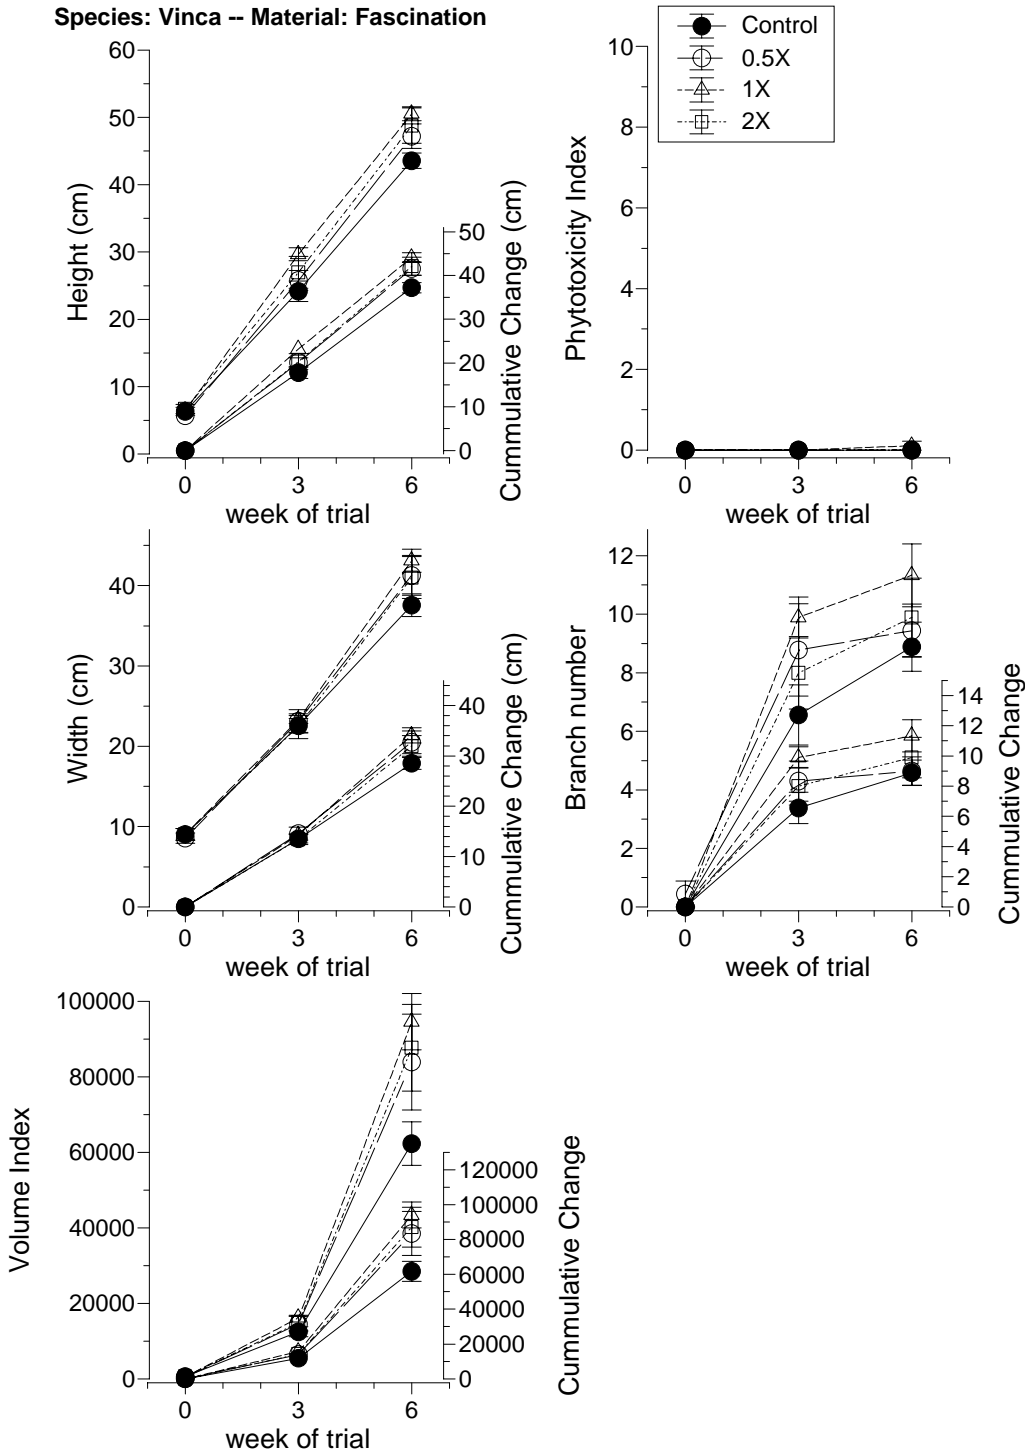 Species: Vinca -- Material: Fascination
Control
0.5X
1X
2X
Height (cm)
60
50
40
30
20
10
0
Cummulative Change (cm)
50
40
30
20
10
0
0 3 6
week of trial
Phytotoxicity Index
10
8
6
4
2
0
0 3 6
week of trial
Width (cm)
40
30
20
10
0
Cummulative Change (cm)
40
30
20
10
0
0 3 6
week of trial
Branch number
12
10
8
6
4
2
0
Cummulative Change
14
12
10
8
6
4
2
0
0 3 6
week of trial
Volume Index
100000
80000
60000
40000
20000
0
Cummulative Change
120000
100000
80000
60000
40000
20000
0
0 3 6
week of trial